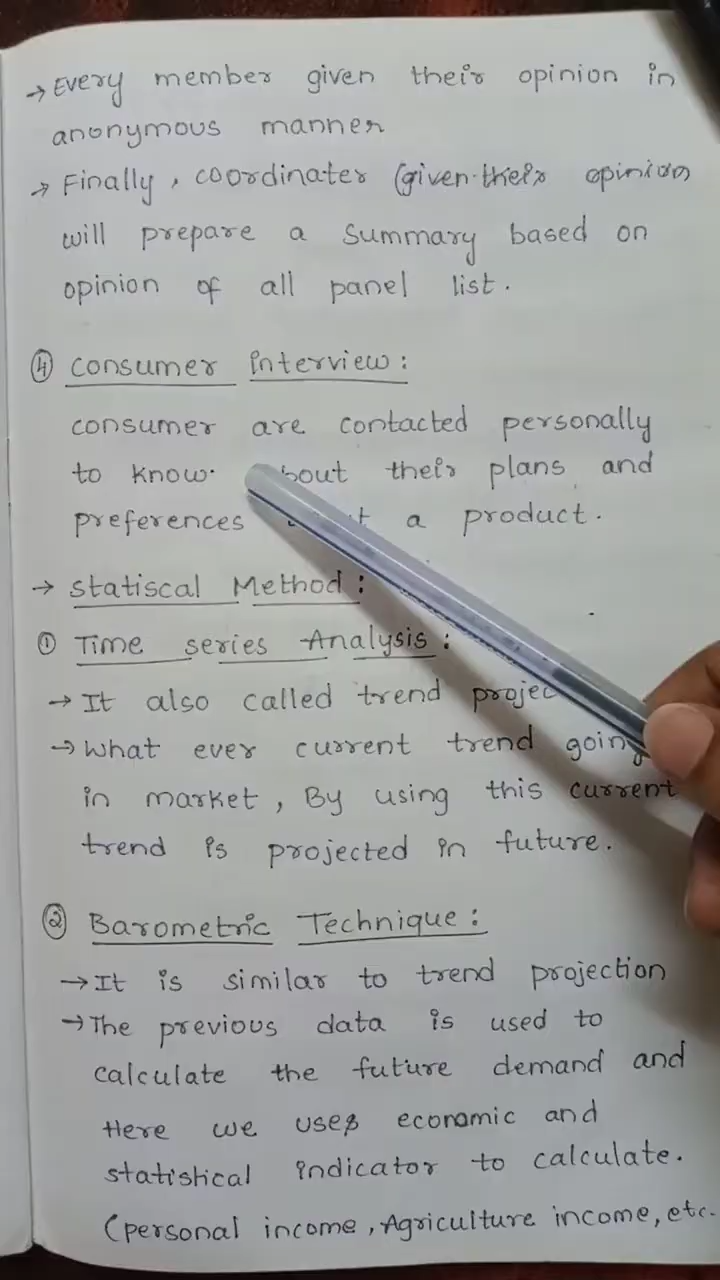 → Every member given their opinion in
anonymous manner
→ Finally, coordinater (given their opinion
will prepare a summary based on
opinion of all panel list.
④ Consumer Interview:
consumer are contacted personally
to know bout their plans and
preferences a product.
→ Statiscal Method:
① Time series Analysis:
→ It also called trend projec
→ What ever current trend going
in market, By using this current
trend is projected in future.
② Barometric Technique:
→ It is similar to trend projection
→ The previous data is used to
calculate the future demand and
Here we uses economic and
statistical indicator to calculate.
(personal income, Agriculture income, etc.